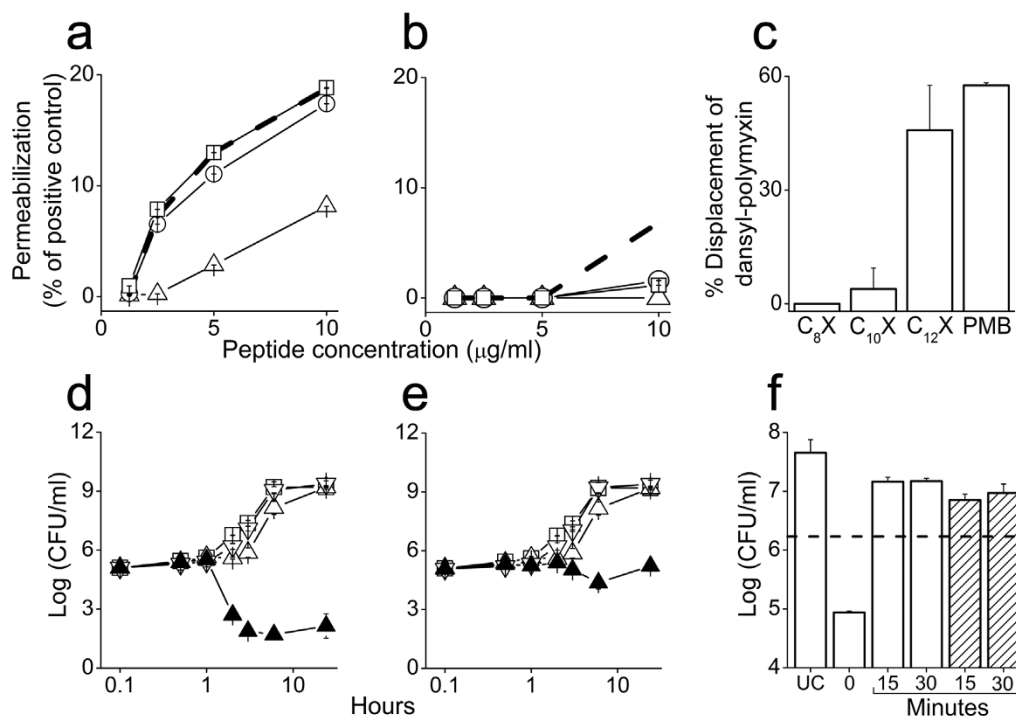 a
b
c
Permeabilization
(% of positive control)
20
10
0
0
5
10
20
10
0
0
5
10
Peptide concentration (μg/ml)
% Displacement of
dansyl-polymyxin
60
30
0
C₈X
C₁₀X
C₁₂X
PMB
d
e
f
Log (CFU/ml)
12
9
6
3
0
0.1
1
10
12
9
6
3
0
0.1
1
10
Hours
Log (CFU/ml)
8
7
6
5
4
UC
0
15
30
15
30
Minutes